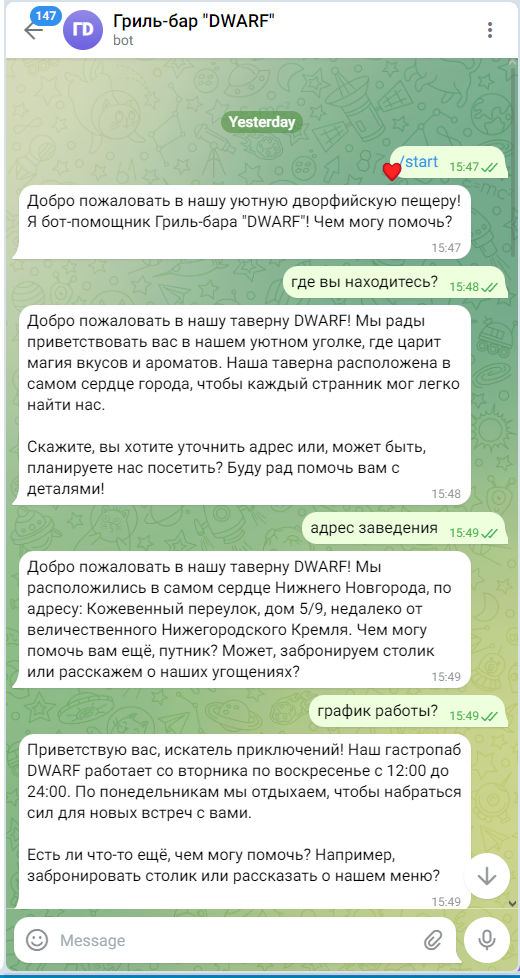 147
Гриль-бар "DWARF"
ГD
bot
Yesterday
/start 15:47
Добро пожаловать в нашу уютную дворфийскую пещеру!
Я бот-помощник Гриль-бара "DWARF"! Чем могу помочь?
15:47
где вы находитесь? 15:48
Добро пожаловать в нашу таверну DWARF! Мы рады
приветствовать вас в нашем уютном уголке, где царит
магия вкусов и ароматов. Наша таверна расположена в
самом сердце города, чтобы каждый странник мог легко
найти нас.
Скажите, вы хотите уточнить адрес или, может быть,
планируете нас посетить? Буду рад помочь вам с
деталями!
15:48
адрес заведения 15:49
Добро пожаловать в нашу таверну DWARF! Мы
расположились в самом сердце Нижнего Новгорода, по
адресу: Кожевенный переулок, дом 5/9, недалеко от
величественного Нижегородского Кремля. Чем могу
помочь вам ещё, путник? Может, забронируем столик
или расскажем о наших угощениях?
15:49
график работы? 15:49
Приветствую вас, искатель приключений! Наш гастропаб
DWARF работает со вторника по воскресенье с 12:00 до
24:00. По понедельникам мы отдыхаем, чтобы набраться
сил для новых встреч с вами.
Есть ли что-то ещё, чем могу помочь? Например,
забронировать столик или рассказать о нашем меню?
15:49
Message